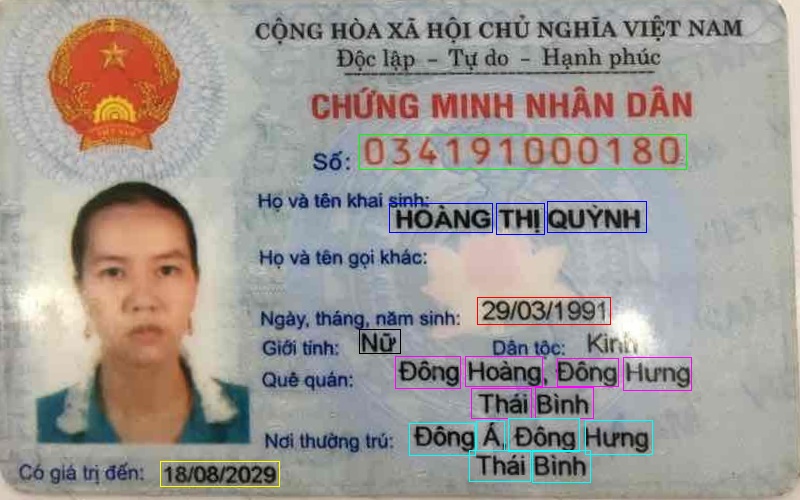 CỘNG HÒA XÃ HỘI CHỦ NGHĨA VIỆT NAM
Độc lập - Tự do - Hạnh phúc
CHỨNG MINH NHÂN DÂN
Số: 034191000180
Họ và tên khai sinh:
HOÀNG THỊ QUỲNH
Họ và tên gọi khác:
Ngày, tháng, năm sinh: 29/03/1991
Giới tính: Nữ Dân tộc: Kinh
Quê quán: Đông Hoàng, Đông Hưng
Thái Bình
Nơi thường trú: Đông Á, Đông Hưng
Thái Bình
Có giá trị đến: 18/08/2029